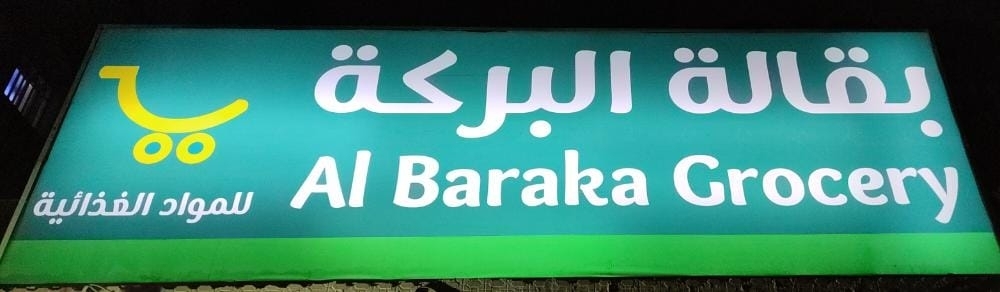 بقالة البركة
Al Baraka Grocery
للمواد الغذائية